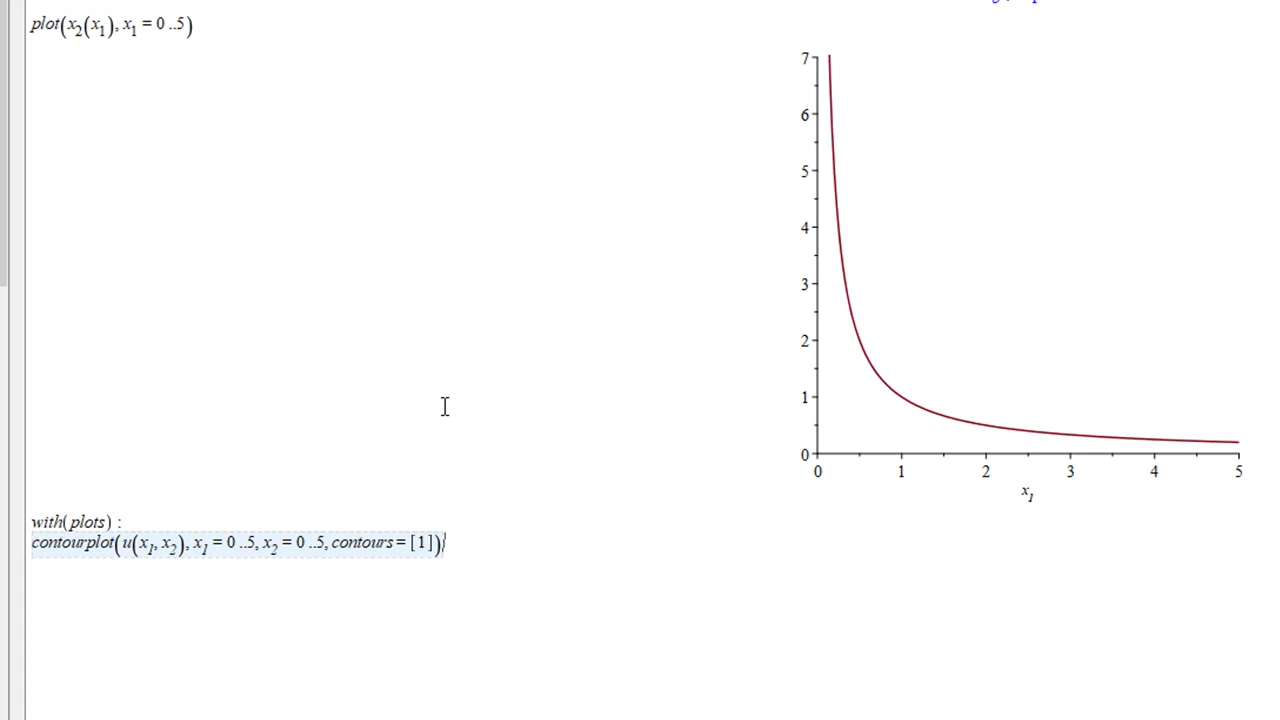 plot(x₂(x₁), x₁ = 0 ..5)
7
6
5
4
3
2
1
0
0 1 2 3 4 5
x₁
with(plots) :
contourplot(u(x₁, x₂), x₁ = 0 ..5, x₂ = 0 ..5, contours = [1])